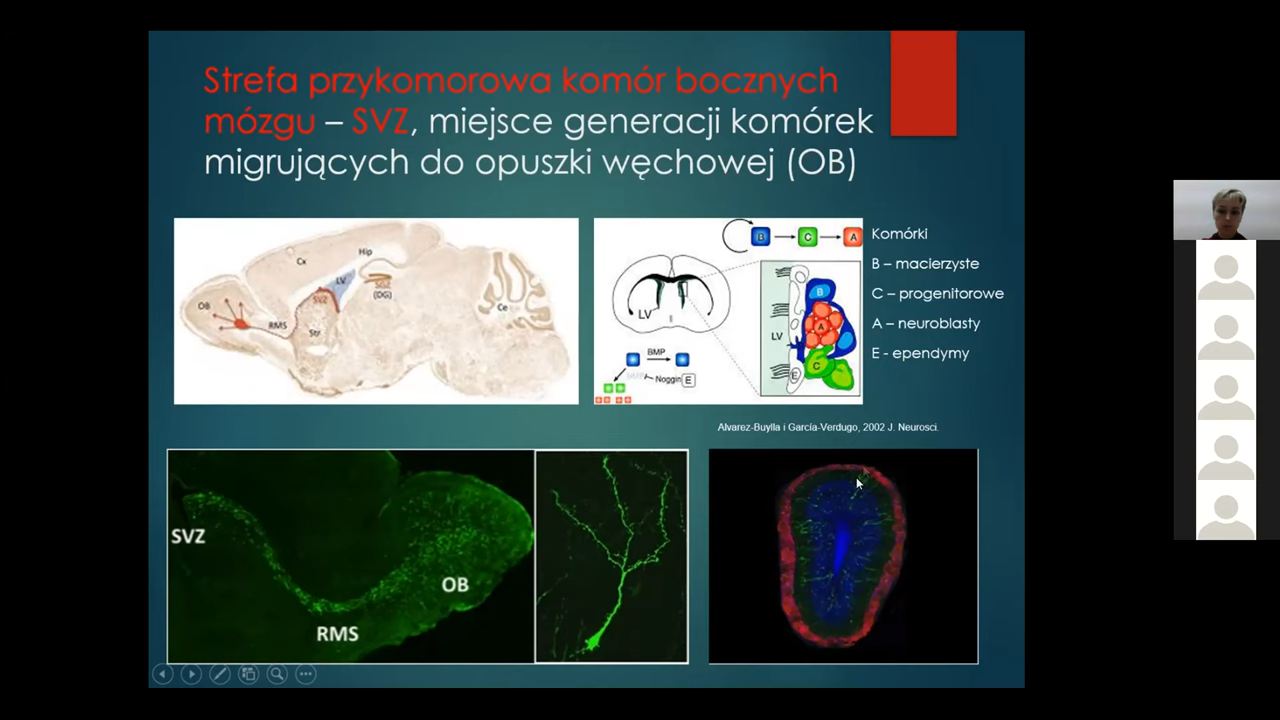 Strefa przykomorowa komór bocznych
mózgu – SVZ, miejsce generacji komórek
migrujących do opuszki węchowej (OB)
Cx
Hip
LV
SVZ
SGZ
(DG)
OB
RMS
Str
Ce
B
C
A
LV
BMP
BMP
Noggin E
LV
B
A
C
E
Komórki
B – macierzyste
C – progenitorowe
A – neuroblasty
E - ependymy
Alvarez-Buylla i García-Verdugo, 2002 J. Neurosci.
SVZ
OB
RMS